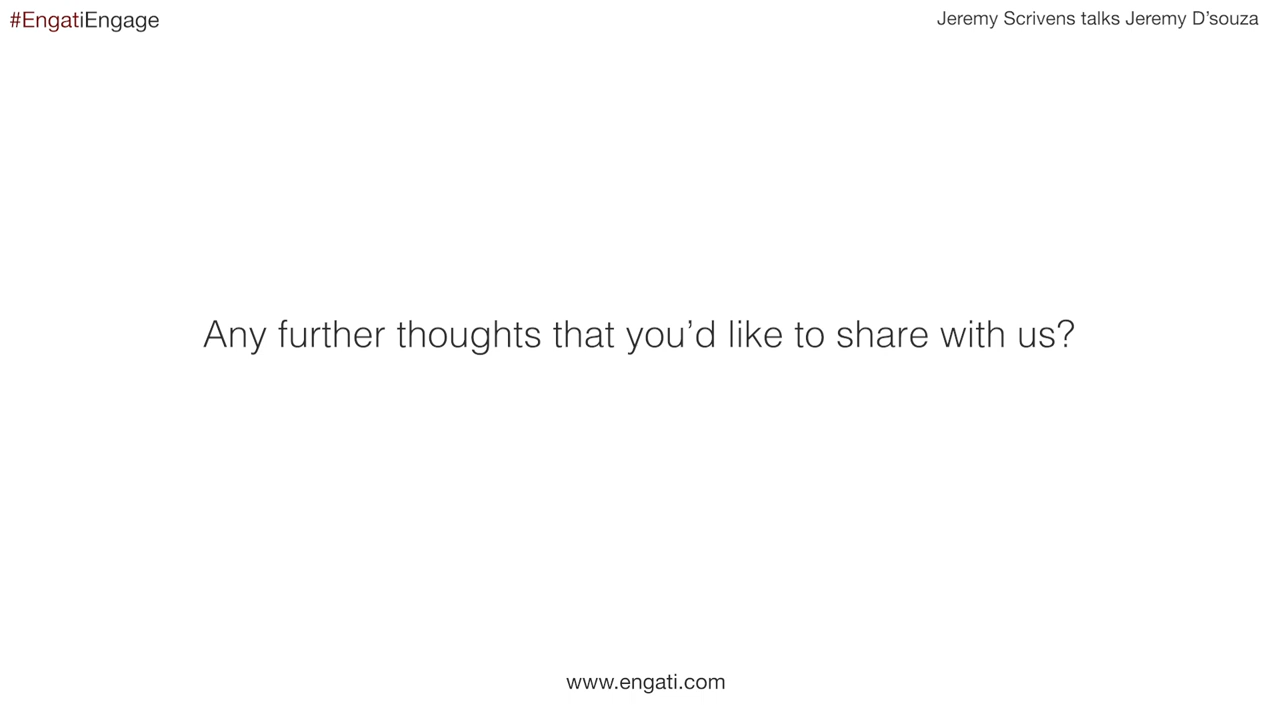 #EngatiEngage
Jeremy Scrivens talks Jeremy D’souza
Any further thoughts that you’d like to share with us?
www.engati.com